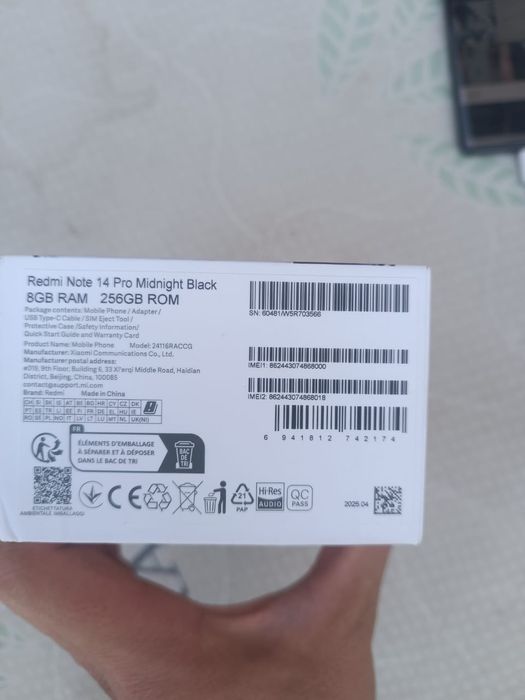 Redmi Note 14 Pro Midnight Black
8GB RAM 256GB ROM
Package contents: Mobile Phone / Adapter /
USB Type-C Cable / SIM Eject Tool /
Protective Case /Safety Information/
Quick Start Guide and Warranty Card
Product Name: Mobile Phone Model: 24116RACCG
Manufacturer: Xiaomi Communications Co., Ltd.
Manufacturer postal address:
#019, 9th Floor, Building 6, 33 Xi'erqi Middle Road, Haidian
District, Beijing, China, 100085
contact@support.mi.com
Brand: Redmi Made in China
SN: 60481/W5R703566
IMEI1: 862443074868000
IMEI2: 862443074868018
6 941812 742174
FR
ÉLÉMENTS D'EMBALLAGE
À SÉPARER ET À DÉPOSER
DANS LE BAC DE TRI
BAC
DE
TRI
ETICHETTATURA
AMBIENTALE IMBALLAGGI
CE
21
PAP
Hi-Res
AUDIO
QC
PASS
2025.04